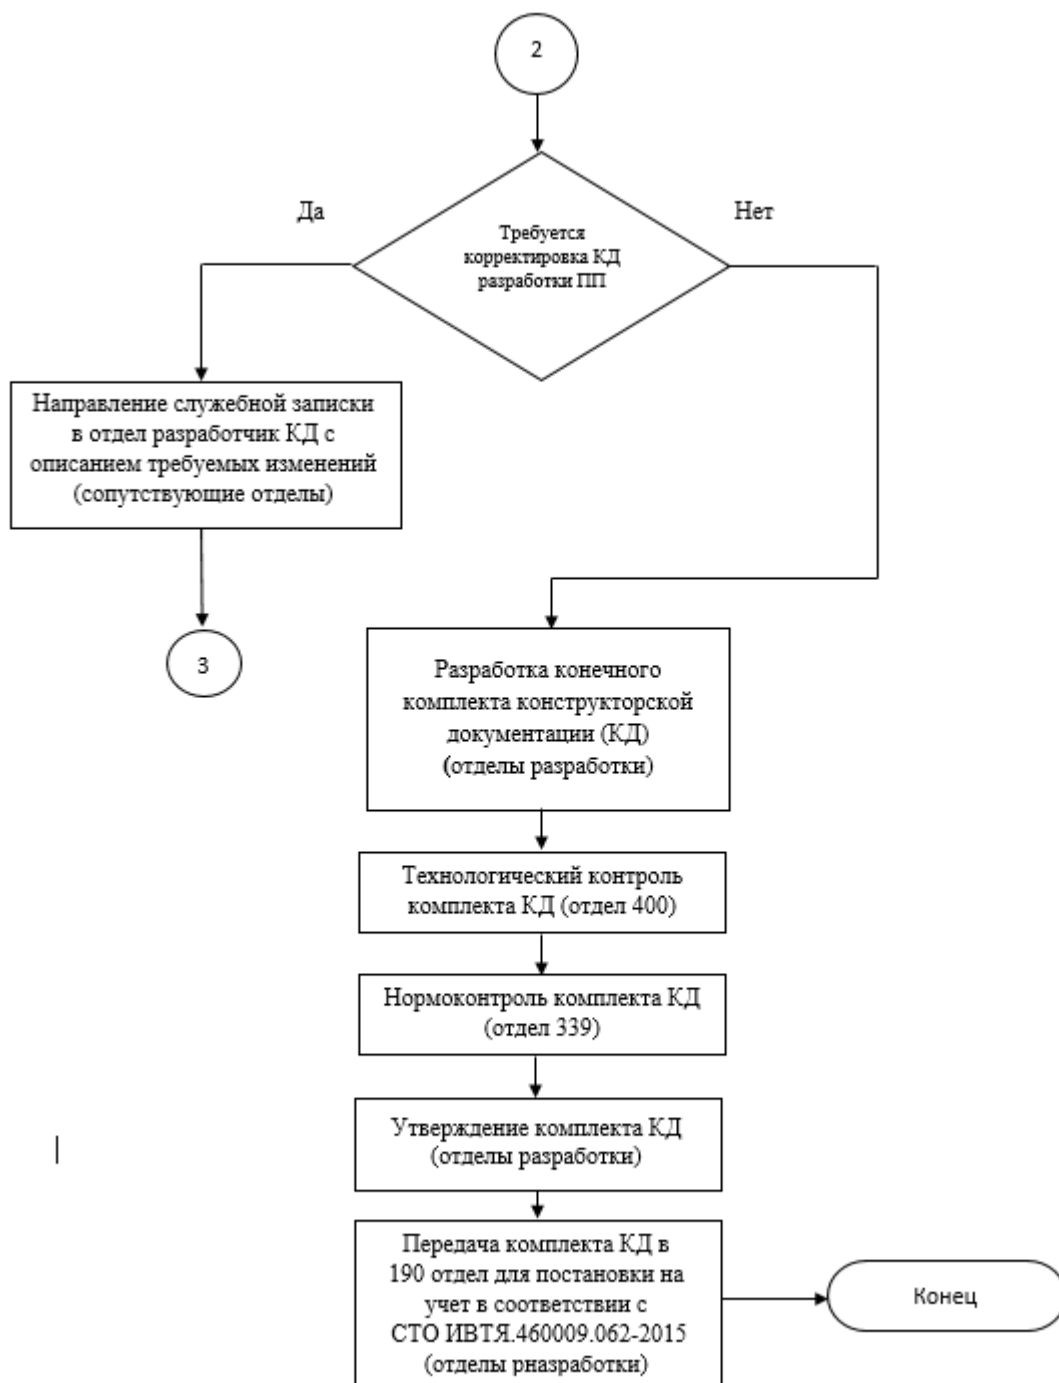 2
Да
Нет
Требуется
корректировка КД
разработки ПП
Направление служебной записки
в отдел разработчик КД с
описанием требуемых изменений
(сопутствующие отделы)
3
Разработка конечного
комплекта конструкторской
документации (КД)
(отделы разработки)
Технологический контроль
комплекта КД (отдел 400)
Нормоконтроль комплекта КД
(отдел 339)
Утверждение комплекта КД
(отделы разработки)
Передача комплекта КД в
190 отдел для постановки на
учет в соответствии с
СТО ИВТЯ.460009.062-2015
(отделы рназработки)
Конец